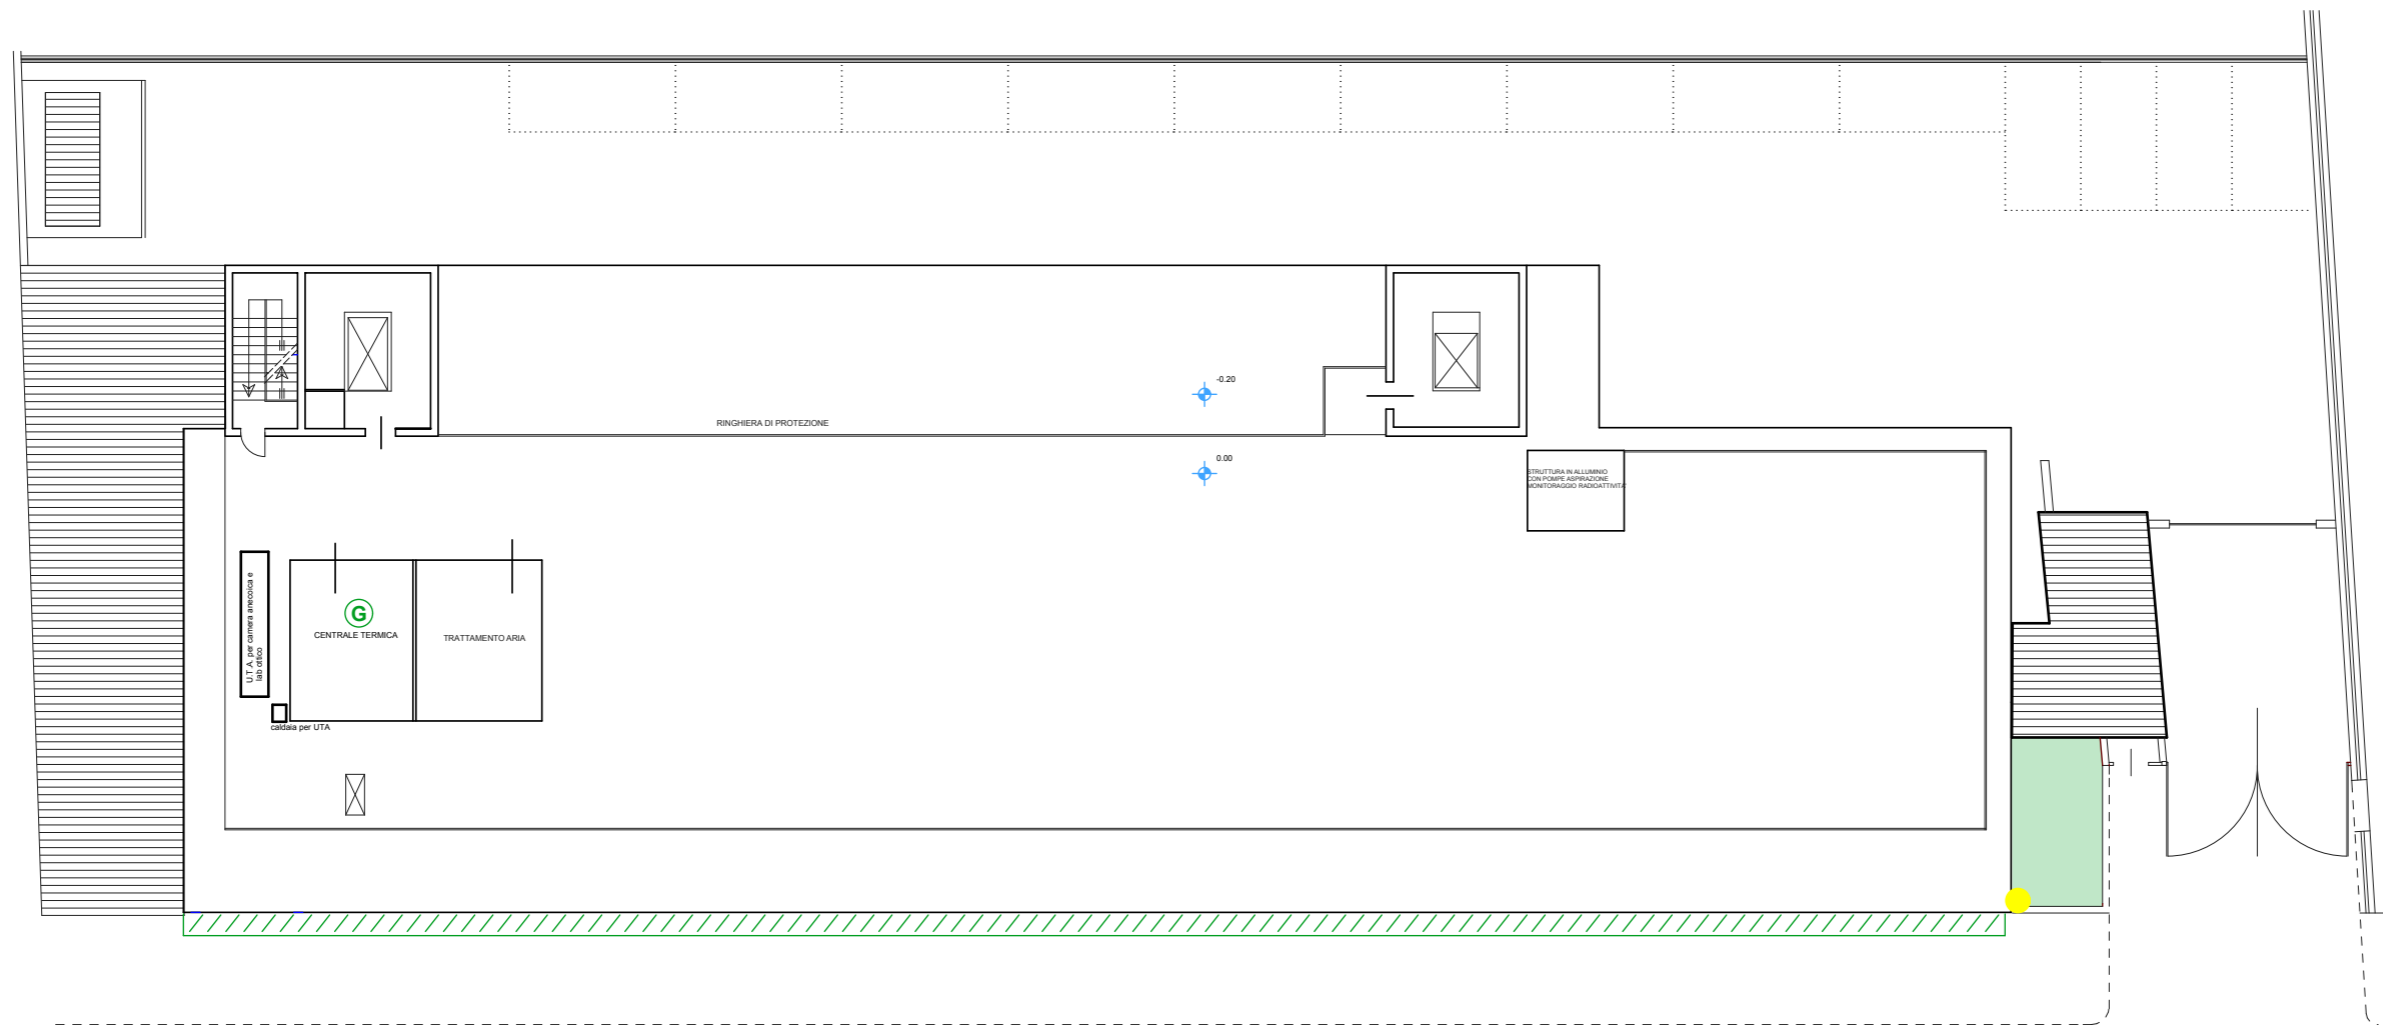 -0.20
RINGHIERA DI PROTEZIONE
0.00
STRUTTURA IN ALLUMINIO
CON POMPE ASPIRAZIONE
MONITORAGGIO RADIOATTIVITA'
U.T.A. per camera anecoica e
lab ottico
G
CENTRALE TERMICA
TRATTAMENTO ARIA
caldaia per UTA